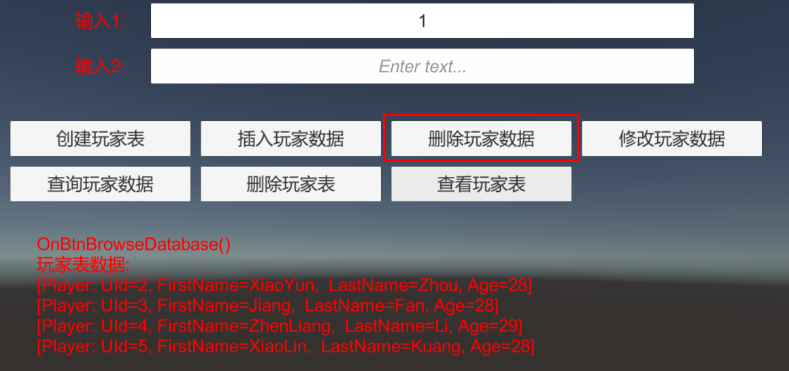 输入1:
1
输入2:
Enter text...
创建玩家表 插入玩家数据 删除玩家数据 修改玩家数据
查询玩家数据 删除玩家表 查看玩家表
OnBtnBrowseDatabase()
玩家表数据:
[Player: UId=2, FirstName=XiaoYun,  LastName=Zhou, Age=28]
[Player: UId=3, FirstName=Jiang,  LastName=Fan, Age=28]
[Player: UId=4, FirstName=ZhenLiang,  LastName=Li, Age=29]
[Player: UId=5, FirstName=XiaoLin,  LastName=Kuang, Age=28]